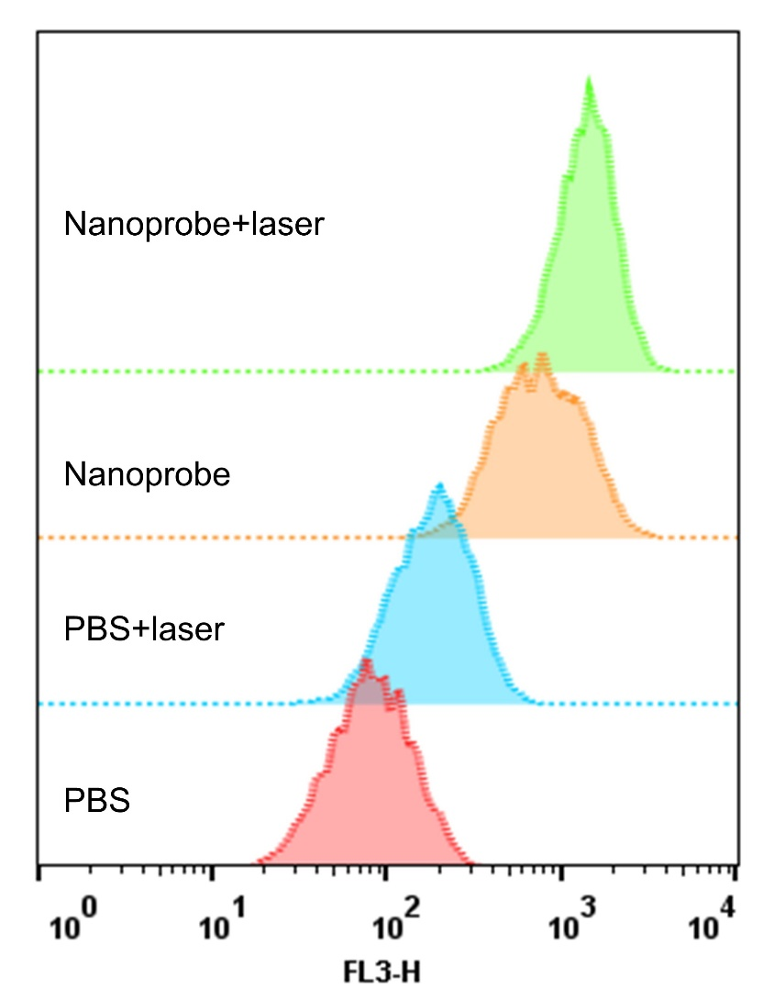 Nanoprobe+laser
Nanoprobe
PBS+laser
PBS
10^0 10^1 10^2 10^3 10^4
FL3-H